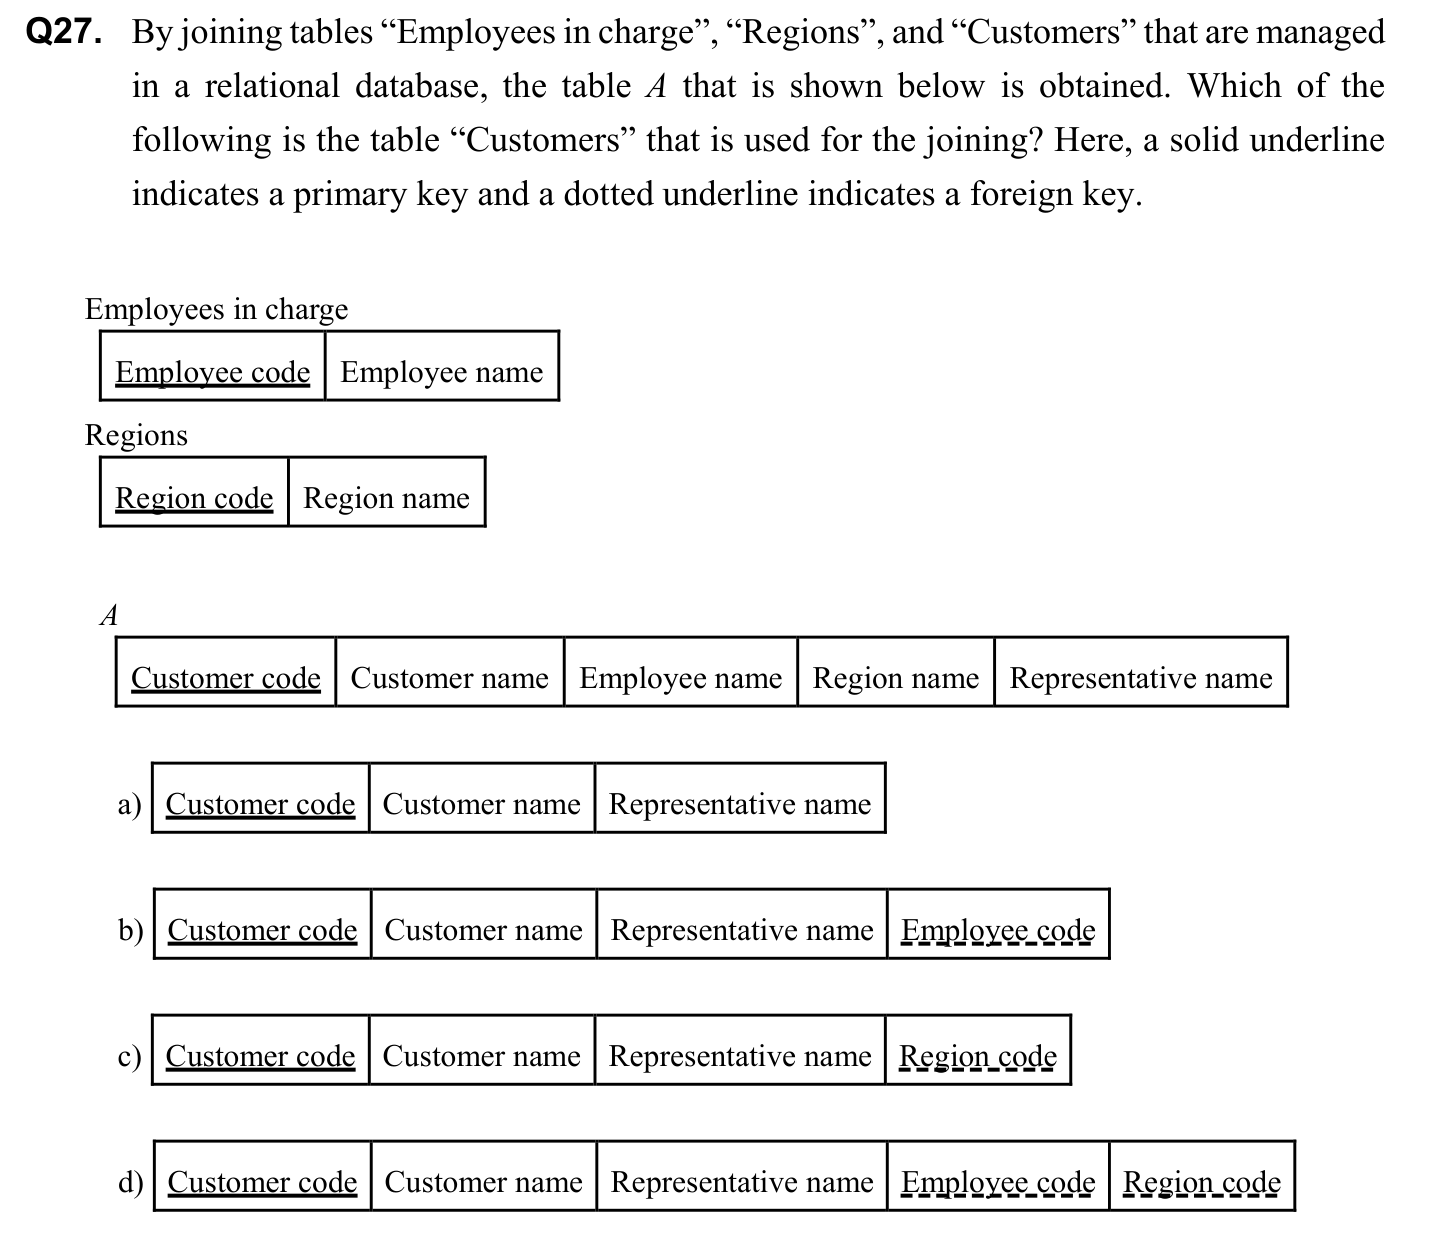 Q27. By joining tables “Employees in charge”, “Regions”, and “Customers” that are managed
in a relational database, the table A that is shown below is obtained. Which of the
following is the table “Customers” that is used for the joining? Here, a solid underline
indicates a primary key and a dotted underline indicates a foreign key.
Employees in charge
Employee code Employee name
Regions
Region code Region name
A
Customer code Customer name Employee name Region name Representative name
a) Customer code Customer name Representative name
b) Customer code Customer name Representative name Employee code
c) Customer code Customer name Representative name Region code
d) Customer code Customer name Representative name Employee code Region code